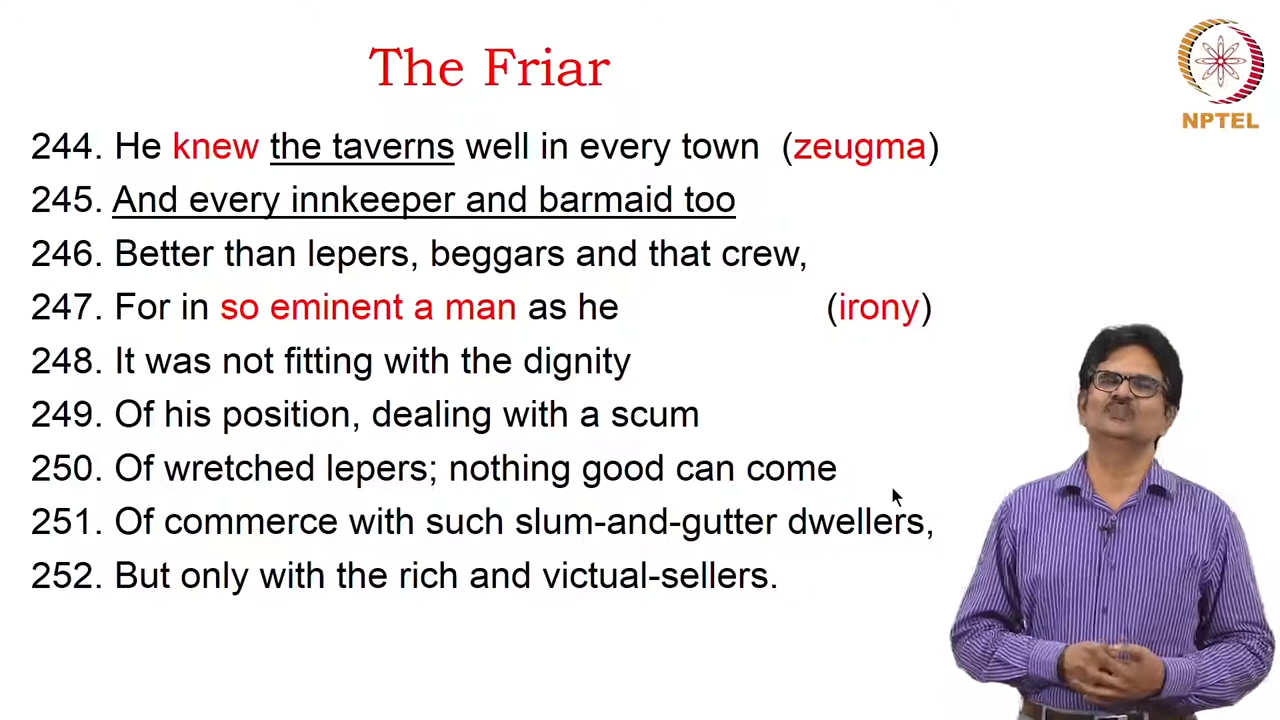 The Friar
NPTEL
244. He knew the taverns well in every town (zeugma)
245. And every innkeeper and barmaid too
246. Better than lepers, beggars and that crew,
247. For in so eminent a man as he (irony)
248. It was not fitting with the dignity
249. Of his position, dealing with a scum
250. Of wretched lepers; nothing good can come
251. Of commerce with such slum-and-gutter dwellers,
252. But only with the rich and victual-sellers.